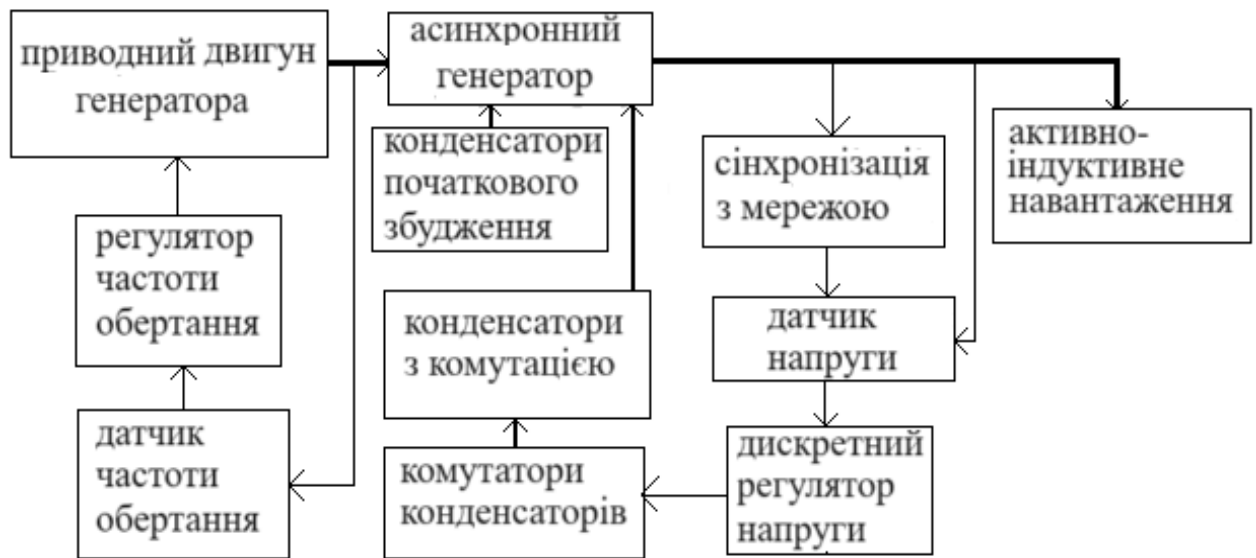 приводний двигун
генератора
асинхронний
генератор
конденсатори
початкового
збудження
сінхронізація
з мережою
активно-
індуктивне
навантаження
регулятор
частоти
обертання
конденсатори
з комутацією
датчик
напруги
датчик
частоти
обертання
комутатори
конденсаторів
дискретний
регулятор
напруги